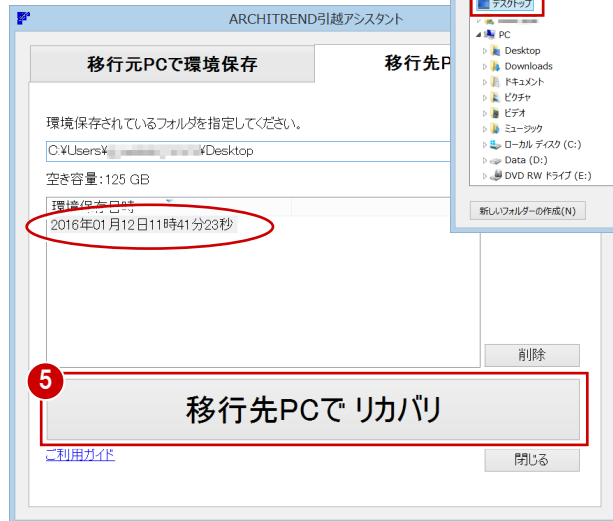 ARCHITREND引越アシスタント
デスクトップ
PC
Desktop
Downloads
ドキュメント
ピクチャ
ビデオ
ミュージック
ローカル ディスク (C:)
Data (D:)
DVD RW ドライブ (E:)
新しいフォルダーの作成(N)
移行元PCで環境保存
移行先P
環境保存されているフォルダを指定してください。
C:¥Users¥ ¥Desktop
空き容量:125 GB
環境保存日時
2016年01月12日11時41分23秒
削除
5
移行先PCで リカバリ
ご利用ガイド
閉じる